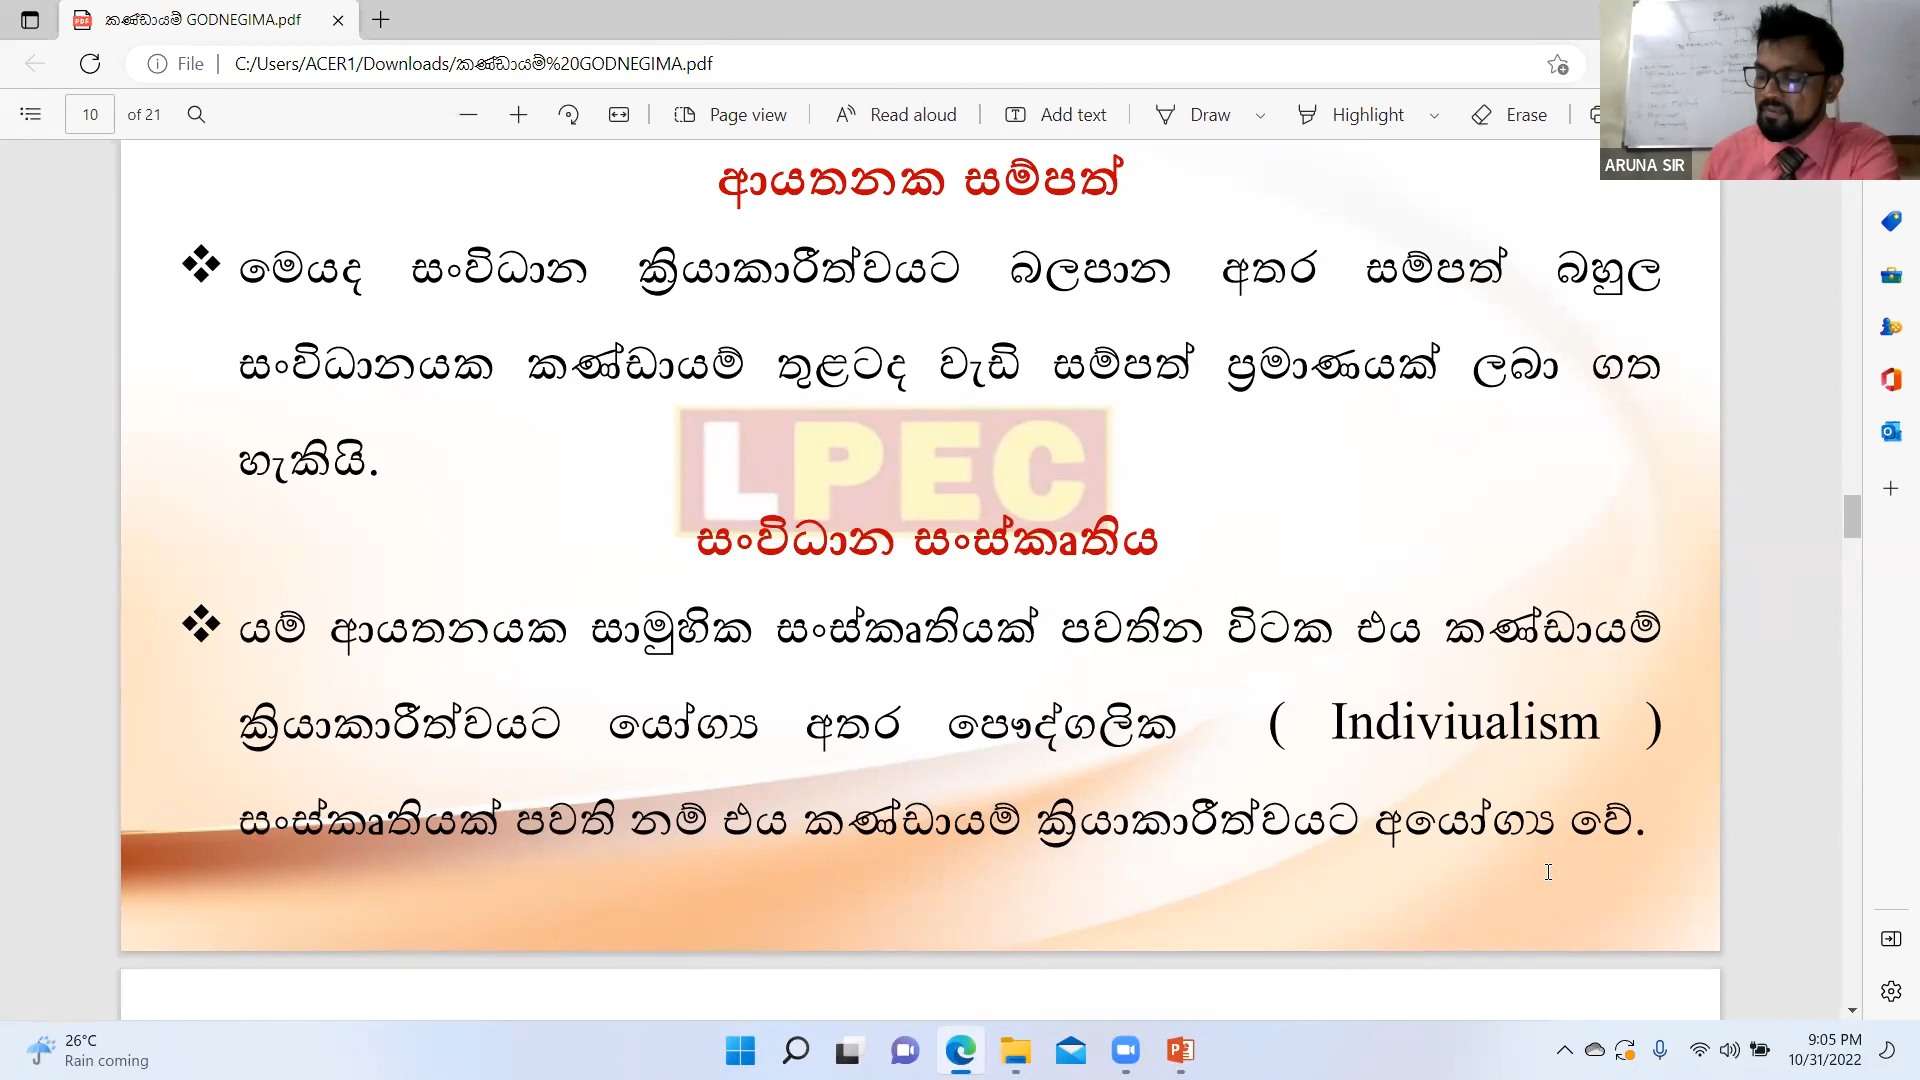 කණ්ඩායම් GODNEGIMA.pdf
File
C:/Users/ACER1/Downloads/කණ්ඩායම්%20GODNEGIMA.pdf
10 of 21
Page view
Read aloud
Add text
Draw
Highlight
Erase
ARUNA SIR
ආයතනක සම්පත්
මෙයද සංවිධාන ක්‍රියාකාරීත්වයට බලපාන අතර සම්පත් බහුල
සංවිධානයක කණ්ඩායම් තුළටද වැඩි සම්පත් ප්‍රමාණයක් ලබා ගත
හැකියි.
LPEC
සංවිධාන සංස්කෘතිය
යම් ආයතනයක සාමුහික සංස්කෘතියක් පවතින විටක එය කණ්ඩායම්
ක්‍රියාකාරීත්වයට යෝග්‍ය අතර පෞද්ගලික ( Indiviualism )
සංස්කෘතියක් පවති නම් එය කණ්ඩායම් ක්‍රියාකාරීත්වයට අයෝග්‍ය වේ.
26°C
Rain coming
9:05 PM
10/31/2022